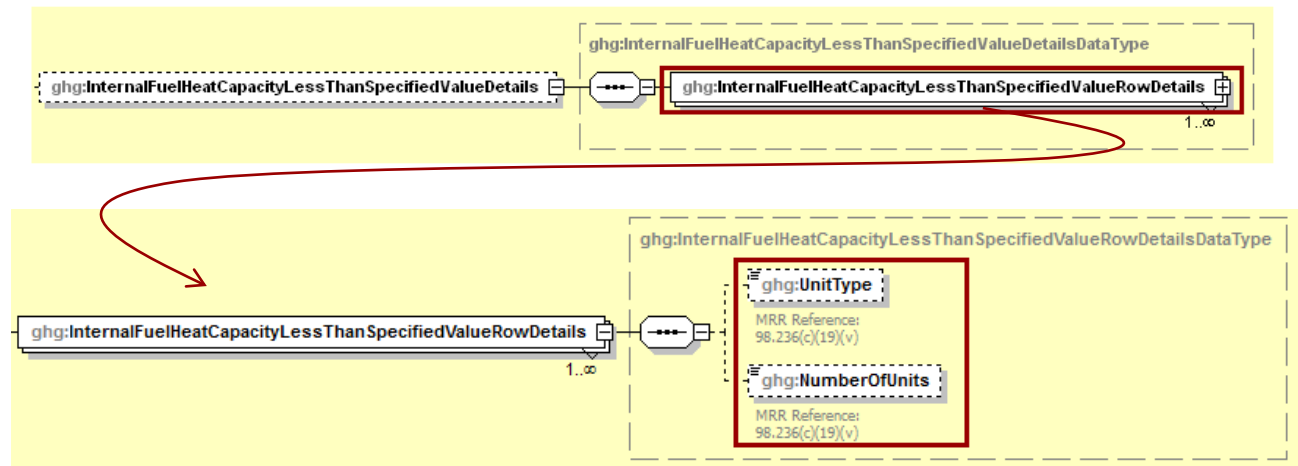 ghg:InternalFuelHeatCapacityLessThanSpecifiedValueDetailsDataType
ghg:InternalFuelHeatCapacityLessThanSpecifiedValueDetails
ghg:InternalFuelHeatCapacityLessThanSpecifiedValueRowDetails
1..∞
ghg:InternalFuelHeatCapacityLessThanSpecifiedValueRowDetailsDataType
ghg:UnitType
MRR Reference:
98.236(c)(19)(v)
ghg:InternalFuelHeatCapacityLessThanSpecifiedValueRowDetails
1..∞
ghg:NumberOfUnits
MRR Reference:
98.236(c)(19)(v)